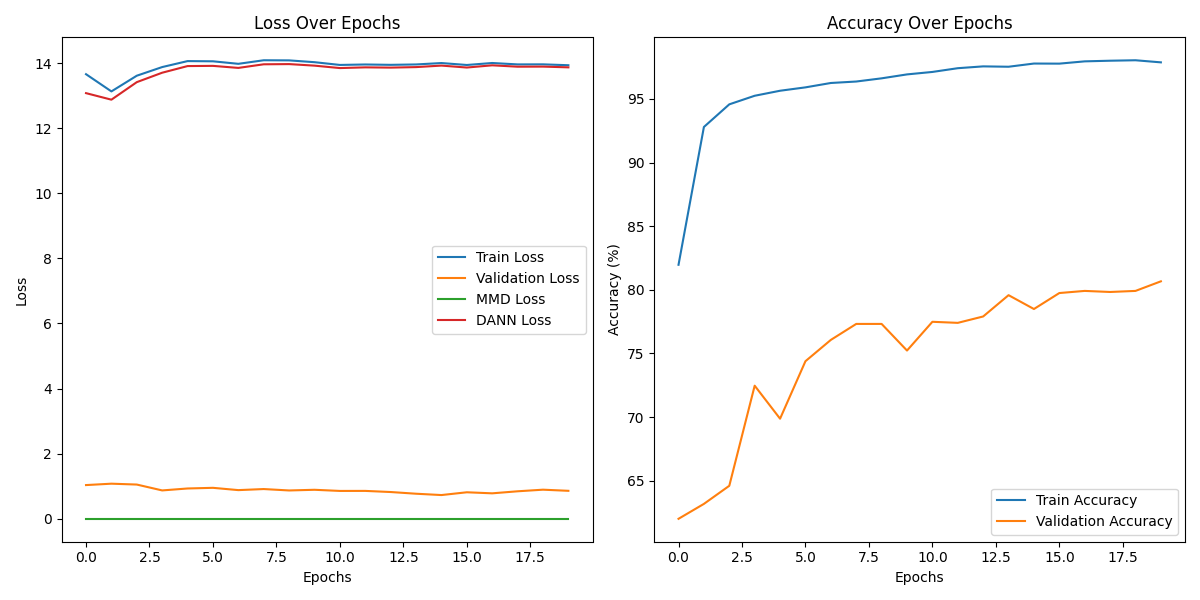 Loss Over Epochs
14
12
10
8
6
4
2
0
Loss
Train Loss
Validation Loss
MMD Loss
DANN Loss
0.0 2.5 5.0 7.5 10.0 12.5 15.0 17.5
Epochs
Accuracy Over Epochs
95
90
85
80
75
70
65
Accuracy (%)
Train Accuracy
Validation Accuracy
0.0 2.5 5.0 7.5 10.0 12.5 15.0 17.5
Epochs